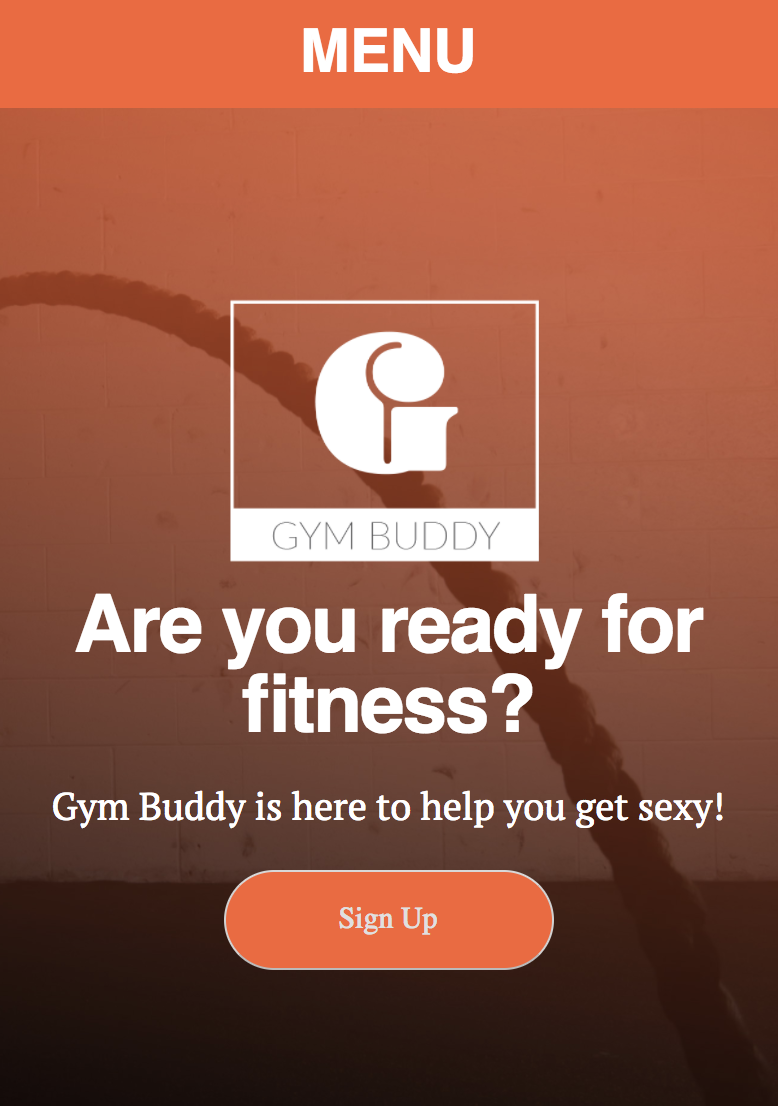 MENU
GYM BUDDY
Are you ready for
fitness?
Gym Buddy is here to help you get sexy!
Sign Up